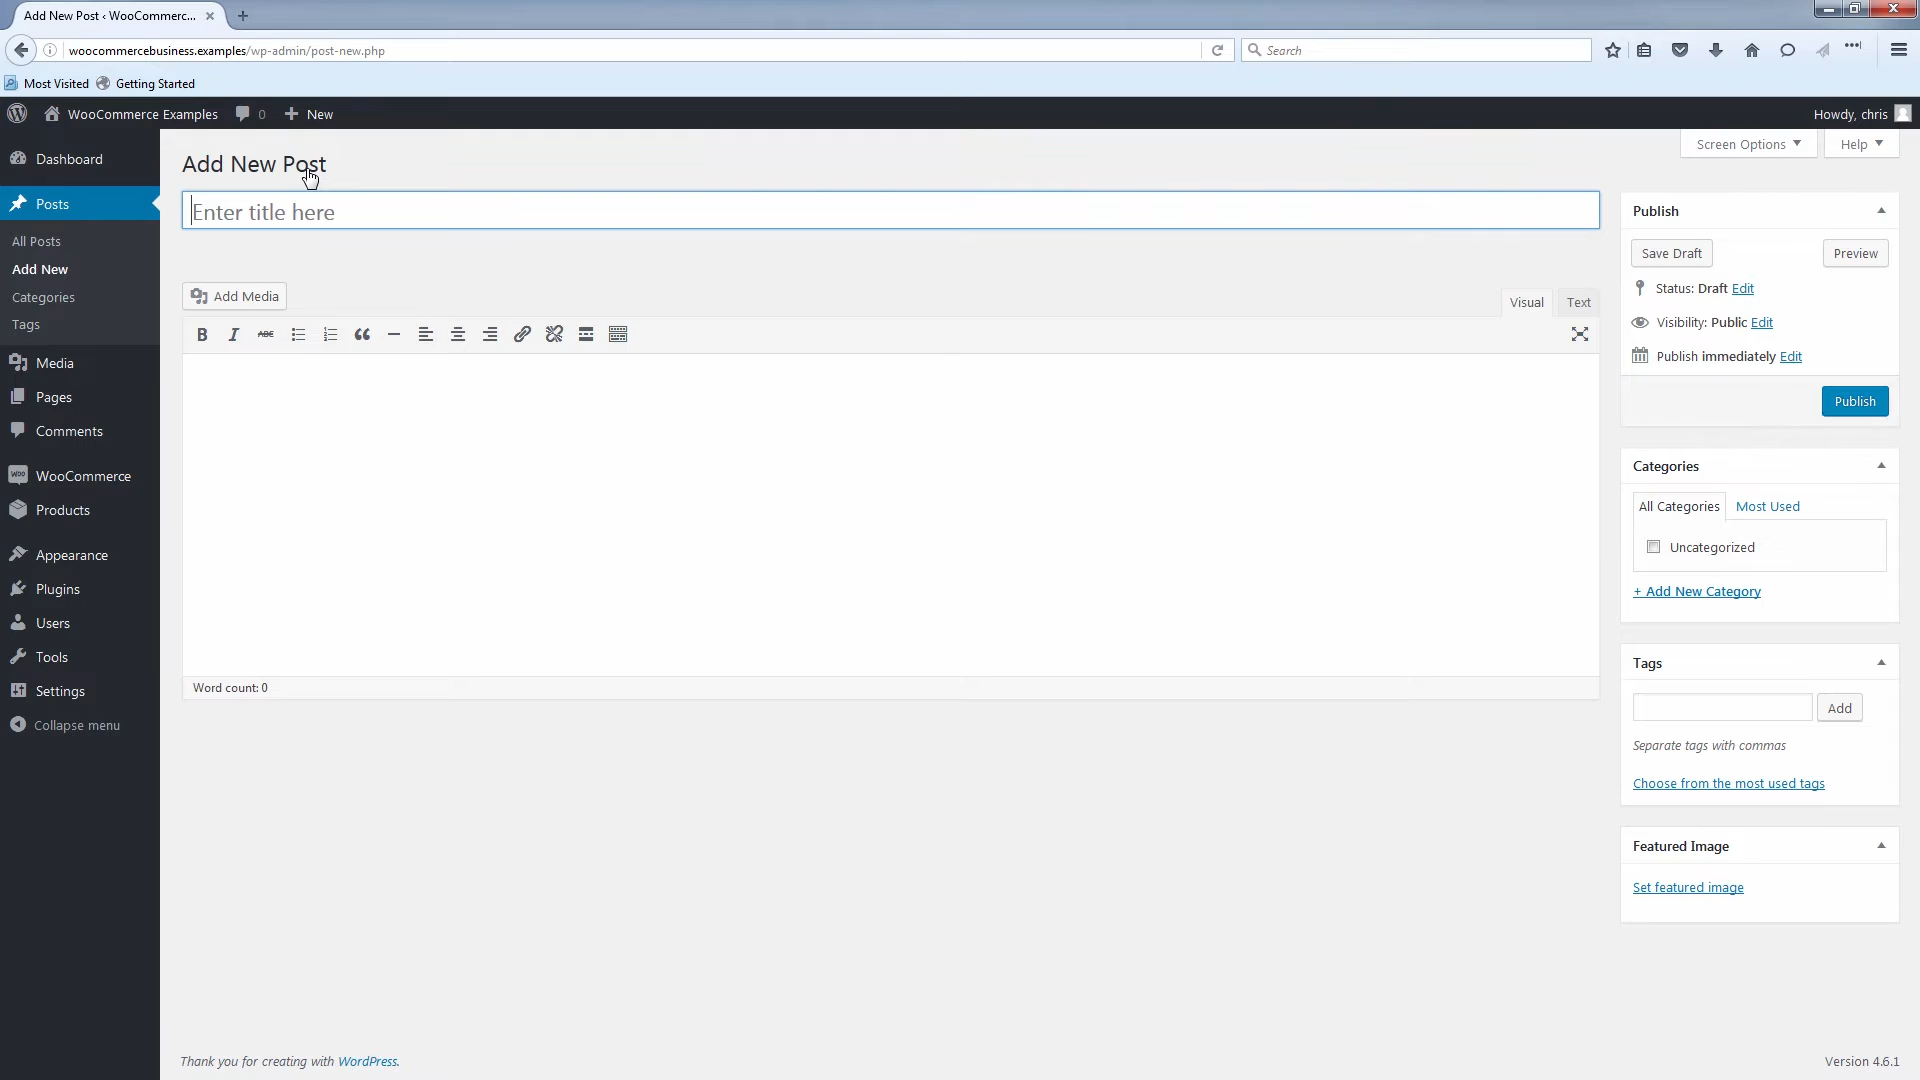 Add New Post ‹ WooCommerc...
woocommercebusiness.examples/wp-admin/post-new.php
Search
Most Visited
Getting Started
WooCommerce Examples
0
New
Howdy, chris
Dashboard
Posts
All Posts
Add New
Categories
Tags
Media
Pages
Comments
WooCommerce
Products
Appearance
Plugins
Users
Tools
Settings
Collapse menu
Screen Options
Help
Add New Post
Enter title here
Add Media
Visual
Text
B I ABC
Word count: 0
Publish
Save Draft
Preview
Status: Draft Edit
Visibility: Public Edit
Publish immediately Edit
Publish
Categories
All Categories
Most Used
Uncategorized
+ Add New Category
Tags
Add
Separate tags with commas
Choose from the most used tags
Featured Image
Set featured image
Thank you for creating with WordPress.
Version 4.6.1